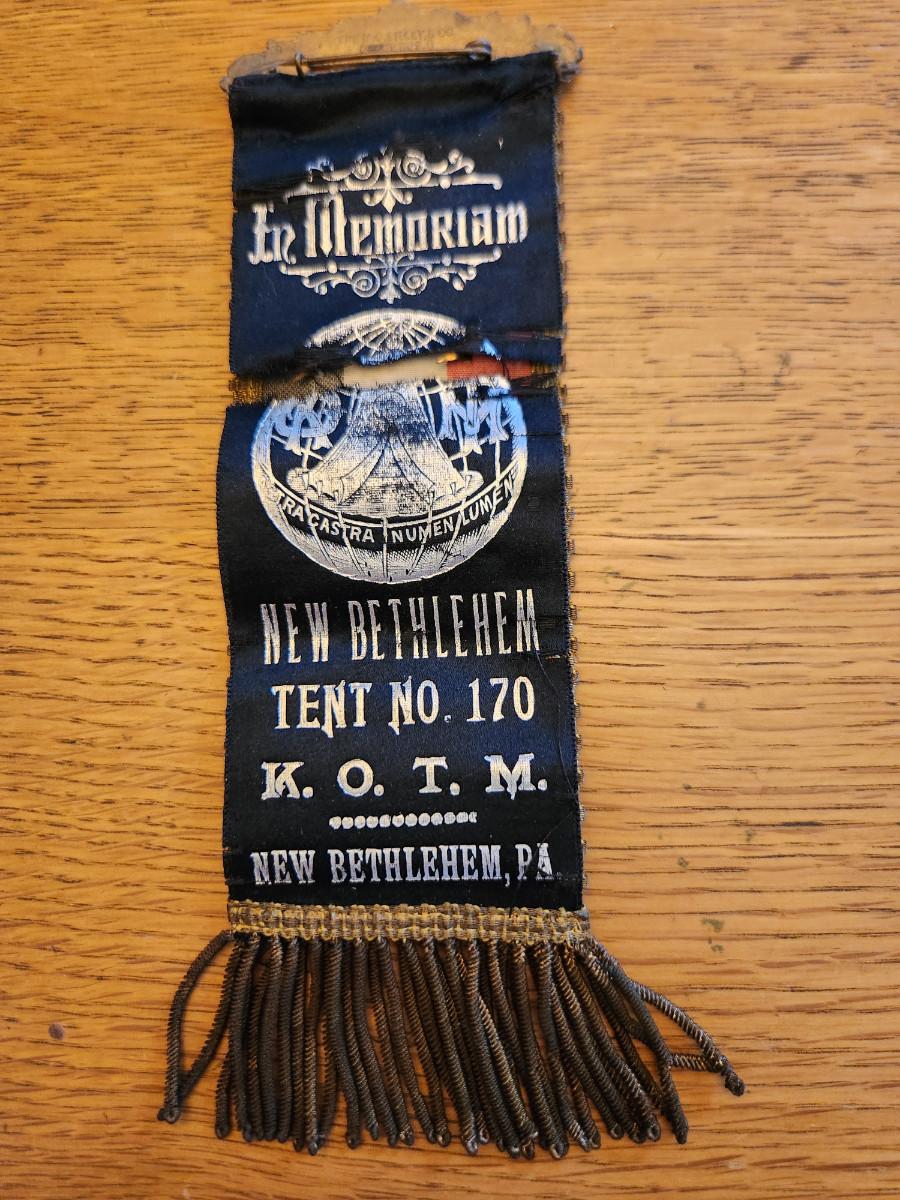 In Memoriam
TRA CASTRA NUMEN LUMEN
NEW BETHLEHEM
TENT NO. 170
K. O. T. M.
NEW BETHLEHEM, PA.